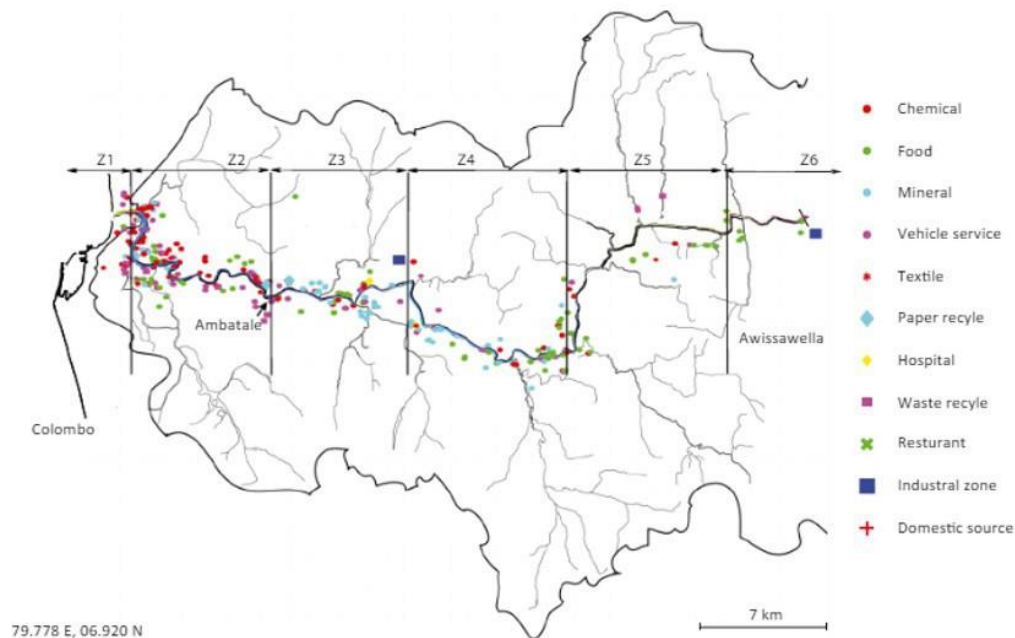 Z1 Z2 Z3 Z4 Z5 Z6
Ambatale
Awissawella
Colombo
79.778 E, 06.920 N
7 km
Chemical
Food
Mineral
Vehicle service
Textile
Paper recyle
Hospital
Waste recyle
Resturant
Industral zone
Domestic source